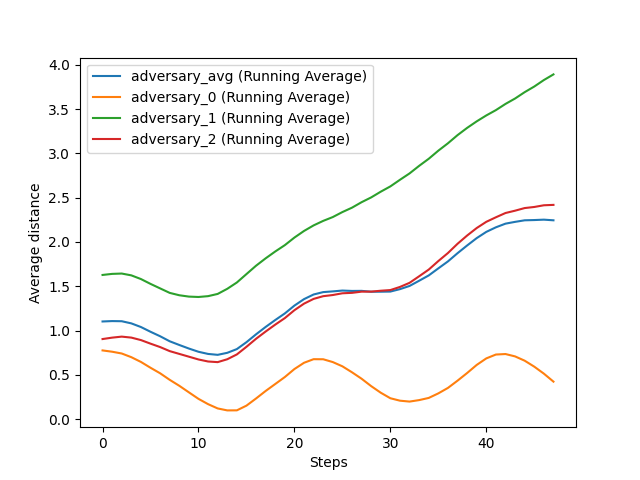 adversary_avg (Running Average)
adversary_0 (Running Average)
adversary_1 (Running Average)
adversary_2 (Running Average)
4.0
3.5
3.0
2.5
2.0
1.5
1.0
0.5
0.0
Average distance
0 10 20 30 40
Steps